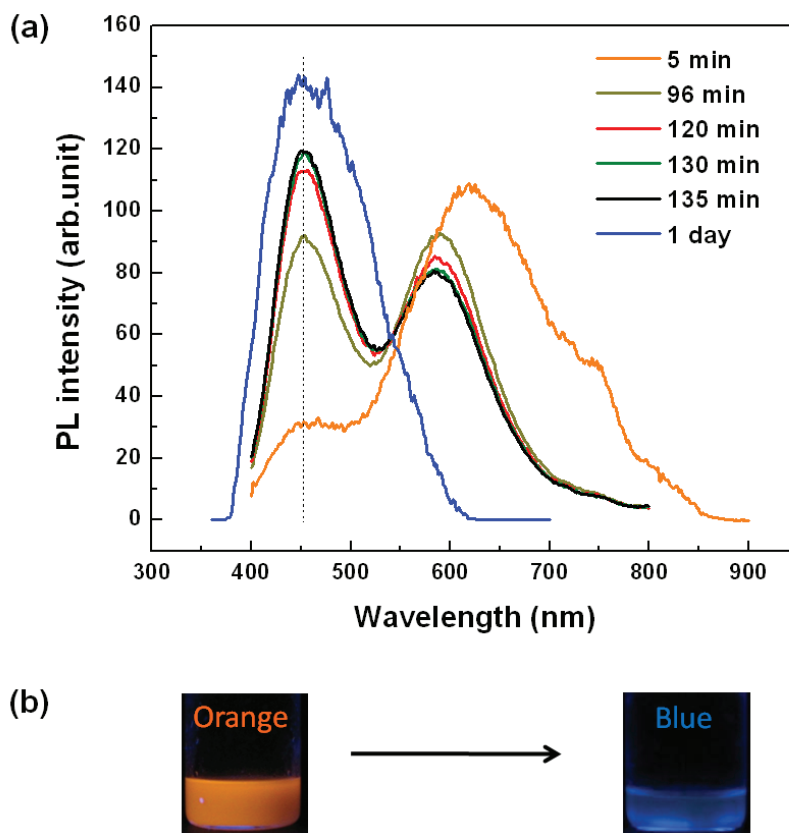 (a)
160
140
120
100
80
60
40
20
0
PL intensity (arb.unit)
5 min
96 min
120 min
130 min
135 min
1 day
300 400 500 600 700 800 900
Wavelength (nm)
(b)
Orange
Blue